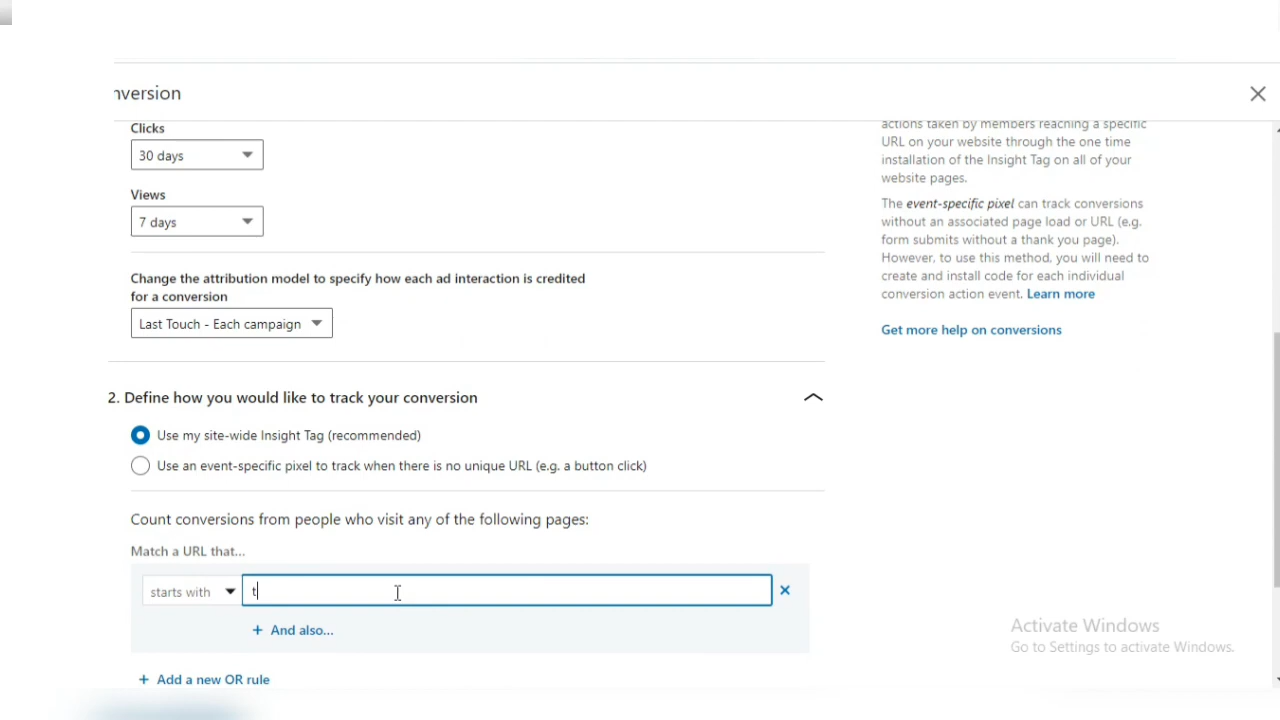 nversion
Clicks
30 days
Views
7 days
Change the attribution model to specify how each ad interaction is credited
for a conversion
Last Touch - Each campaign
2. Define how you would like to track your conversion
Use my site-wide Insight Tag (recommended)
Use an event-specific pixel to track when there is no unique URL (e.g. a button click)
Count conversions from people who visit any of the following pages:
Match a URL that...
starts with
t
+ And also...
+ Add a new OR rule
actions taken by members reaching a specific
URL on your website through the one time
installation of the Insight Tag on all of your
website pages.
The event-specific pixel can track conversions
without an associated page load or URL (e.g.
form submits without a thank you page).
However, to use this method, you will need to
create and install code for each individual
conversion action event. Learn more
Get more help on conversions
Activate Windows
Go to Settings to activate Windows.